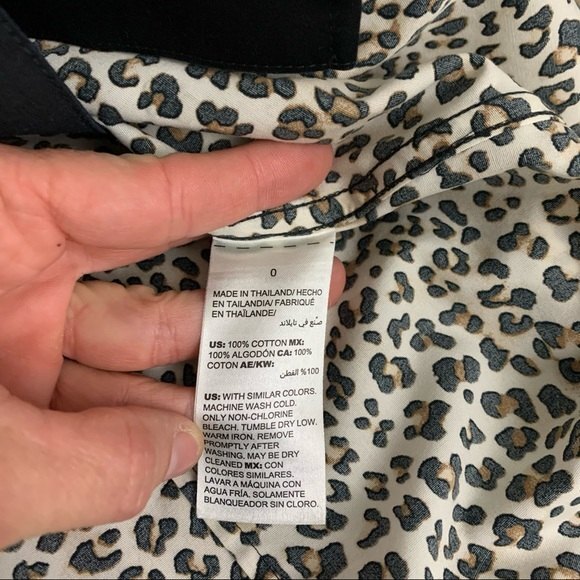 0
MADE IN THAILAND/ HECHO
EN TAILANDIA/ FABRIQUÉ
EN THAÏLANDE/
صنّع في تايلاند
US: 100% COTTON MX:
100% ALGODÓN CA: 100%
COTON AE/KW:
100% القطن
US: WITH SIMILAR COLORS.
MACHINE WASH COLD.
ONLY NON-CHLORINE
BLEACH. TUMBLE DRY LOW.
WARM IRON. REMOVE
PROMPTLY AFTER
WASHING. MAY BE DRY
CLEANED MX: CON
COLORES SIMILARES.
LAVAR A MÁQUINA CON
AGUA FRÍA. SOLAMENTE
BLANQUEADOR SIN CLORO.